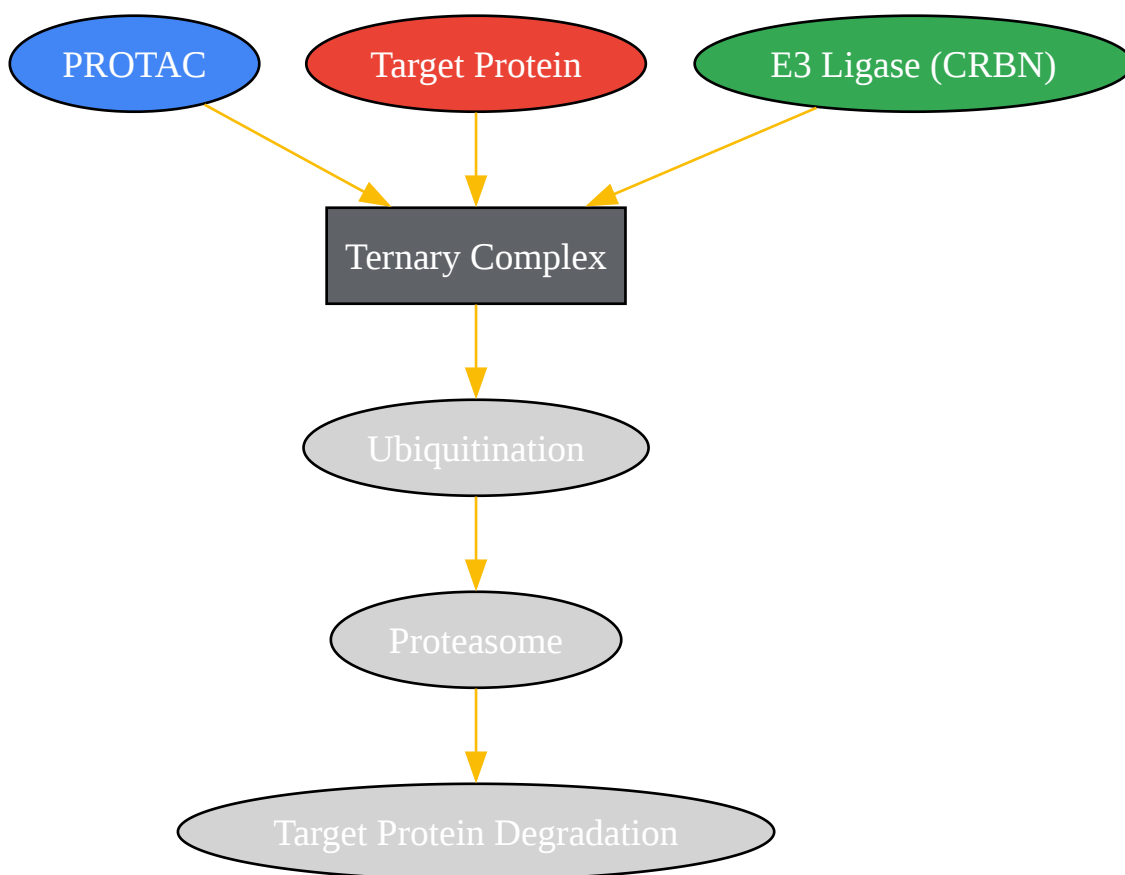 PROTAC
Target Protein
E3 Ligase (CRBN)
Ternary Complex
Ubiquitination
Proteasome
Target Protein Degradation